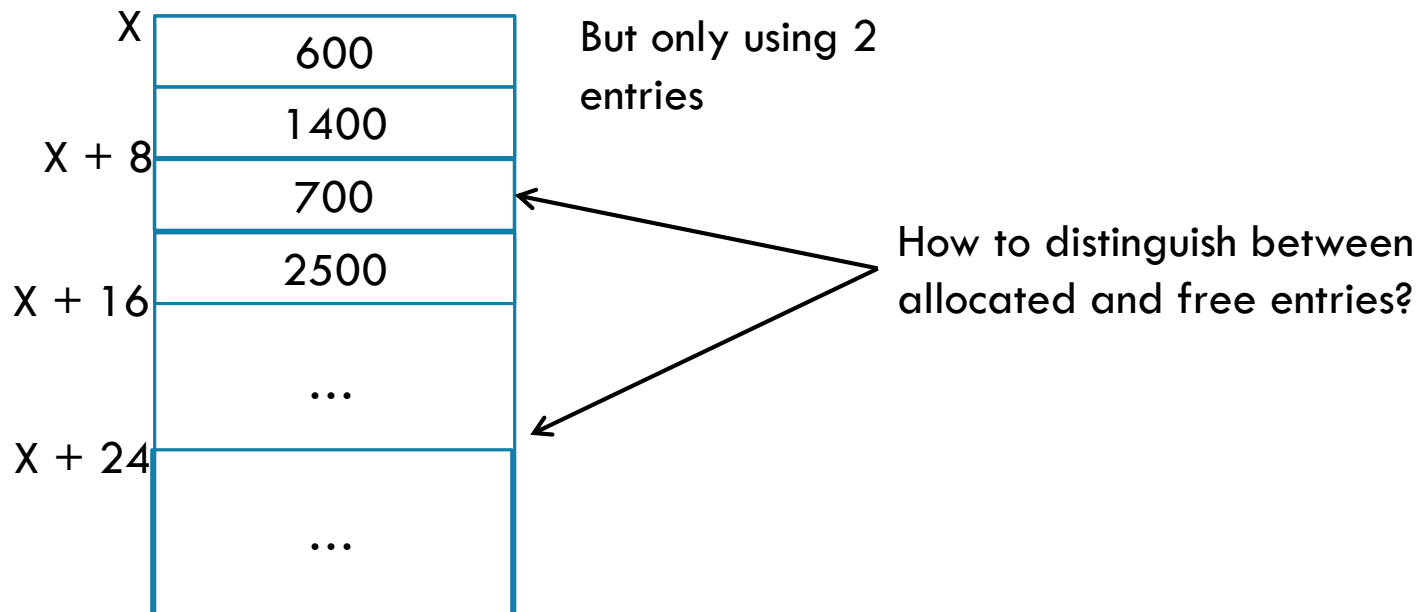 X
600
But only using 2
entries
1400
X + 8
700
How to distinguish between
allocated and free entries?
2500
X + 16
...
X + 24
...